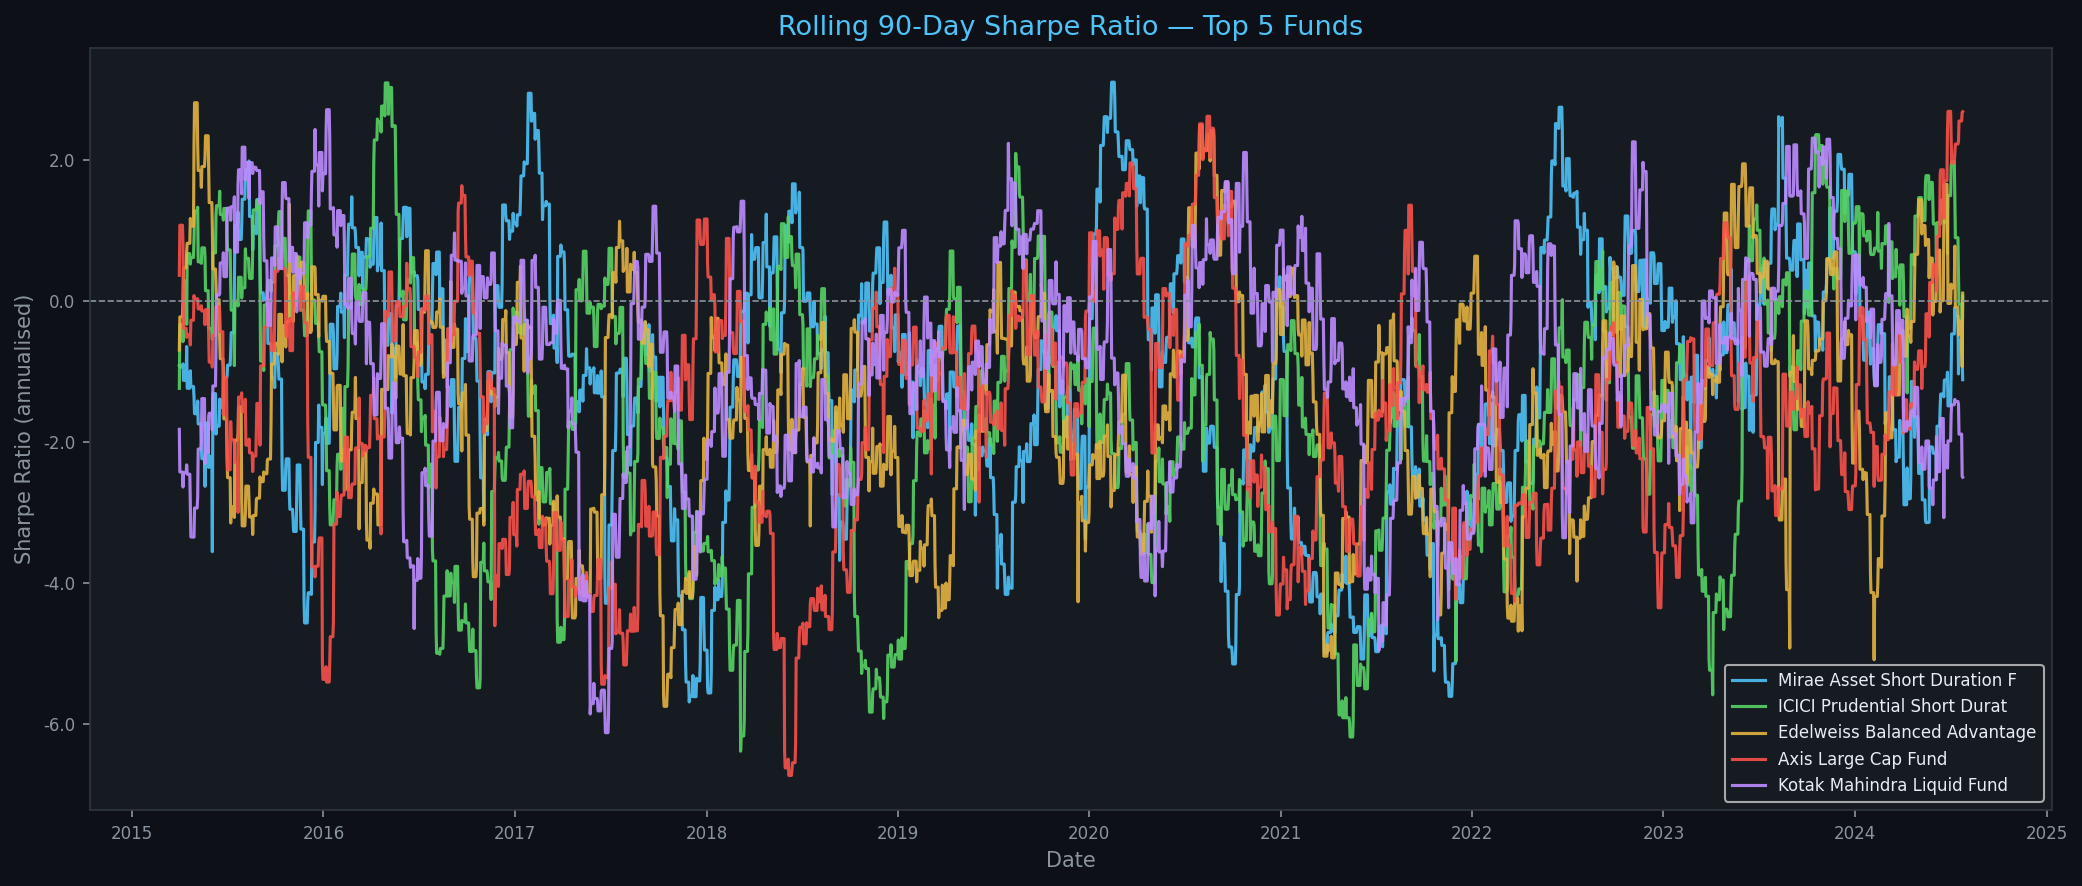 Rolling 90-Day Sharpe Ratio — Top 5 Funds
Sharpe Ratio (annualised)
2.0
0.0
-2.0
-4.0
-6.0
Mirae Asset Short Duration F
ICICI Prudential Short Durat
Edelweiss Balanced Advantage
Axis Large Cap Fund
Kotak Mahindra Liquid Fund
2015 2016 2017 2018 2019 2020 2021 2022 2023 2024 2025
Date